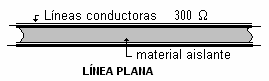 Líneas conductoras 300 Ω
material aislante
LÍNEA PLANA